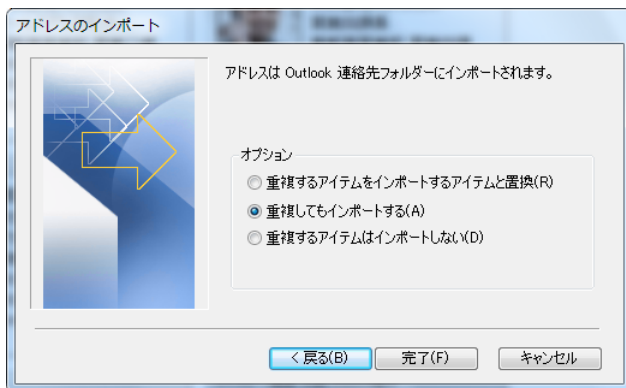 アドレスのインポート
アドレスは Outlook 連絡先フォルダーにインポートされます。
オプション
重複するアイテムをインポートするアイテムと置換(R)
重複してもインポートする(A)
重複するアイテムはインポートしない(D)
< 戻る(B)
完了(F)
キャンセル